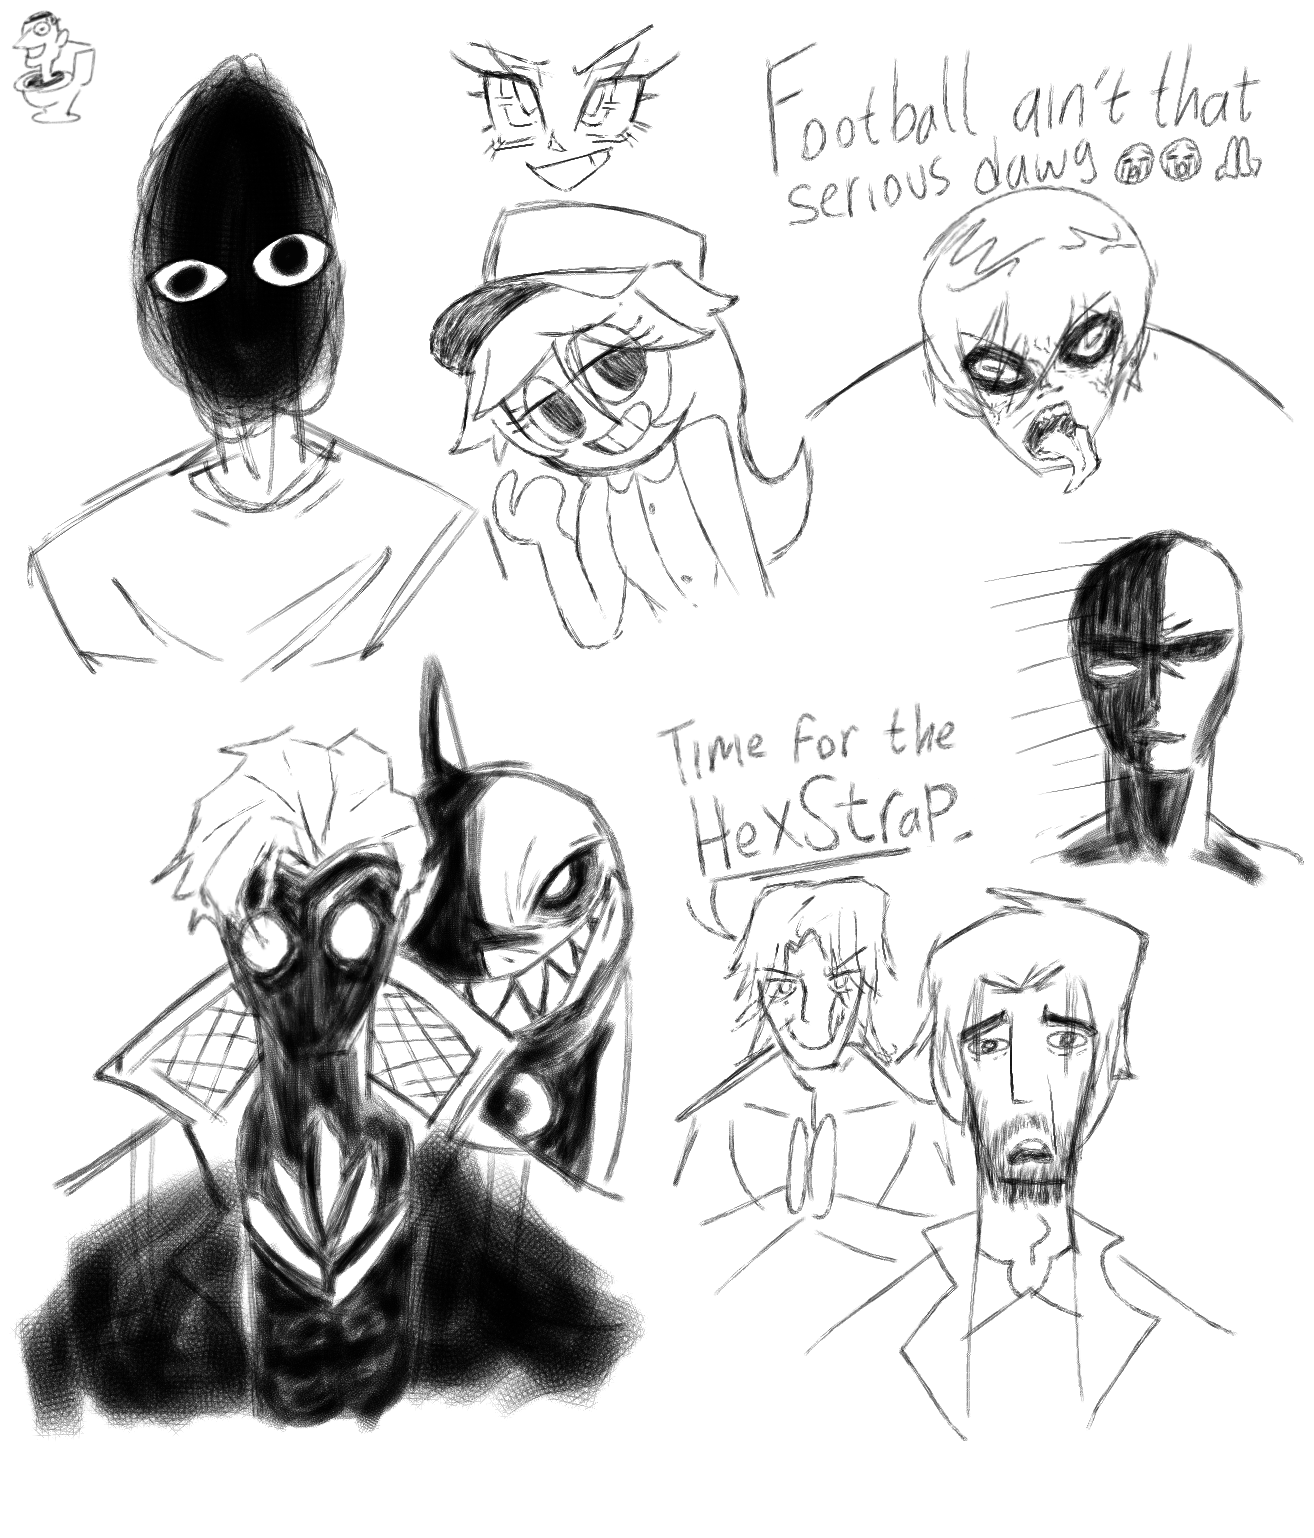 Football ain't that
serious dawg 😭😭🙏
Time for the
HexStrap.